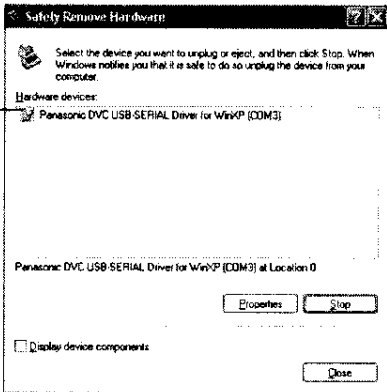 Safely Remove Hardware
Select the device you want to unplug or eject, and then click Stop. When
Windows notifies you that it is safe to do so unplug the device from your
computer.
Hardware devices:
Panasonic DVC USB-SERIAL Driver for WinXP (COM3)
Panasonic DVC USB-SERIAL Driver for WinXP (COM3) at Location 0
Properties
Stop
Display device components
Close